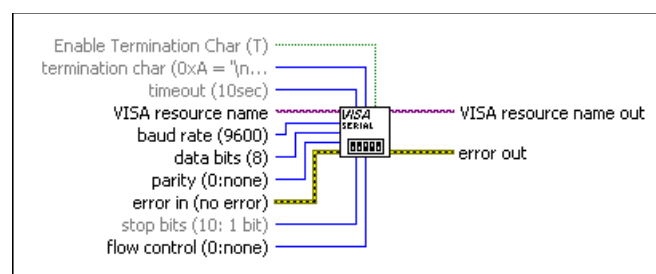 Enable Termination Char (T)
termination char (0xA = "\n...
timeout (10sec)
VISA resource name
VISA resource name out
baud rate (9600)
data bits (8)
error out
parity (0:none)
error in (no error)
stop bits (10: 1 bit)
flow control (0:none)
VISA
SERIAL